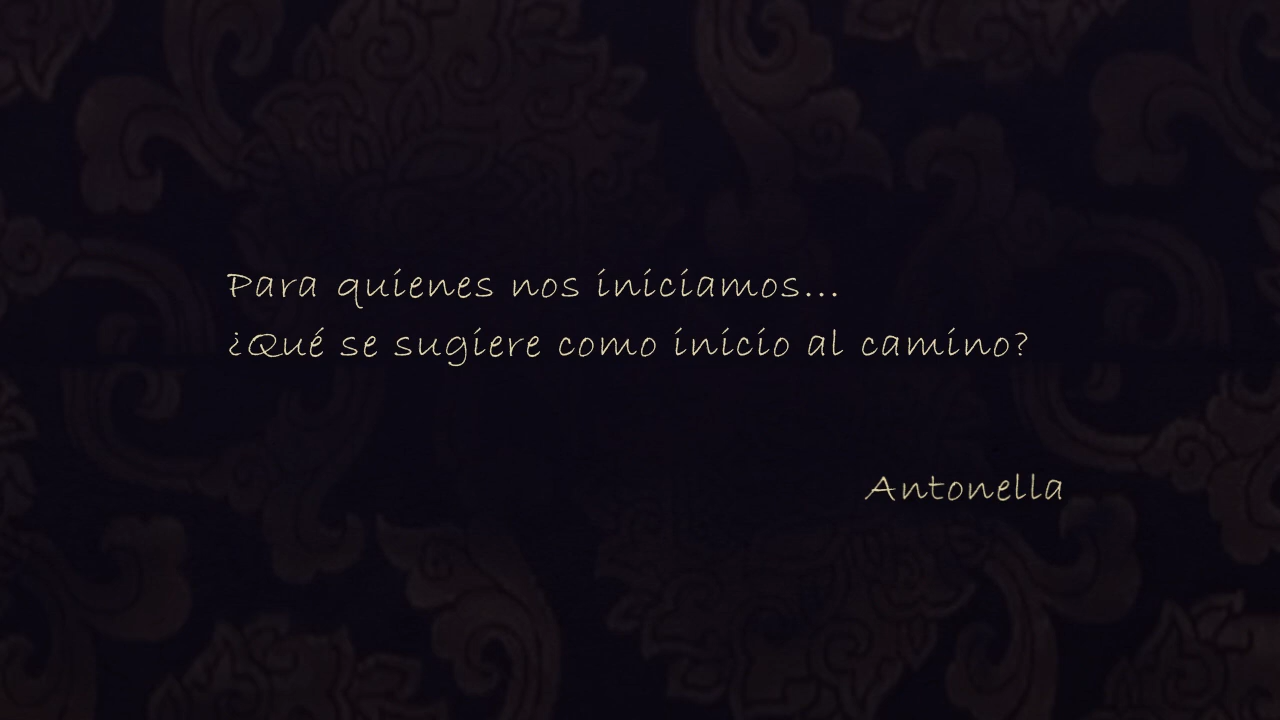 Para quienes nos iniciamos...
¿Qué se sugiere como inicio al camino?
Antonella